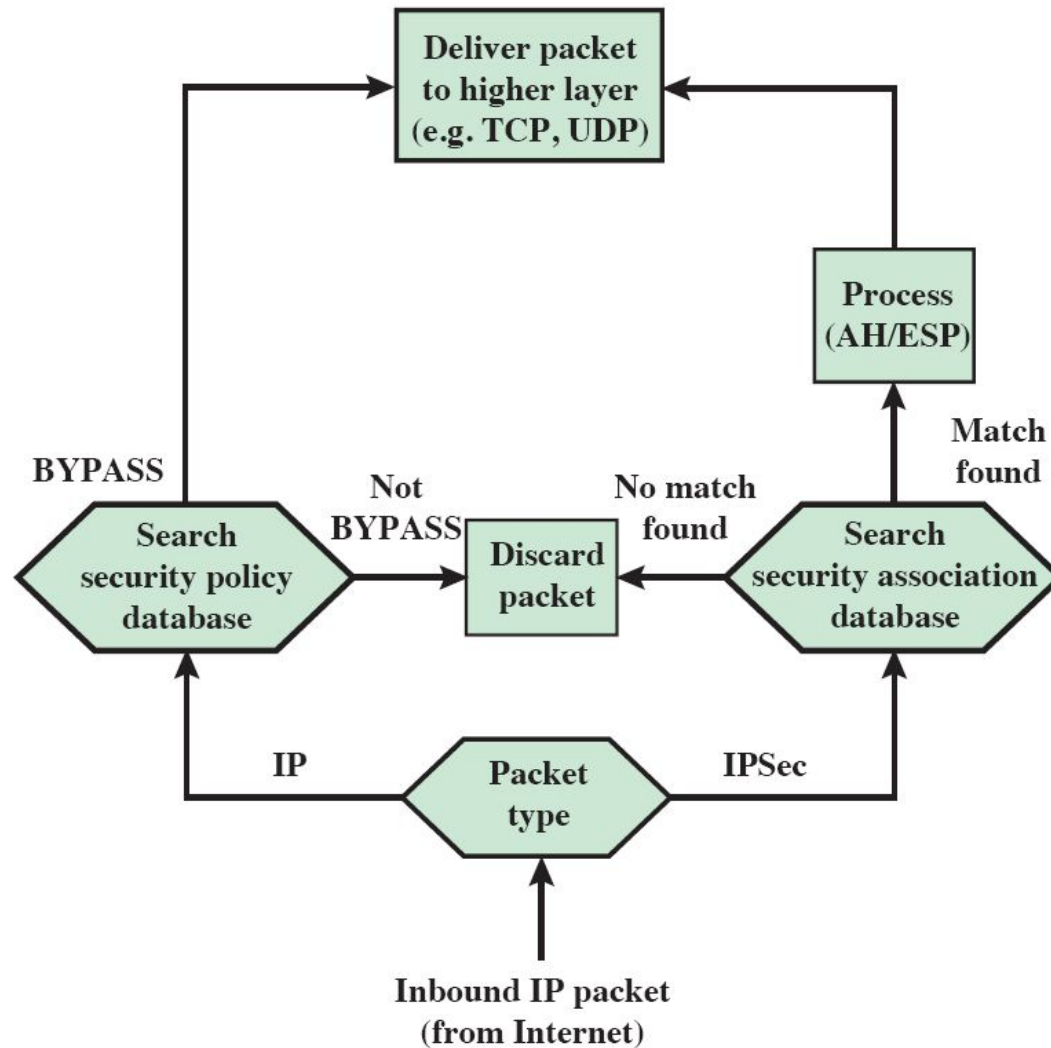 Deliver packet
to higher layer
(e.g. TCP, UDP)
Process
(AH/ESP)
BYPASS
Not
BYPASS
No match
found
Match
found
Search
security policy
database
Discard
packet
Search
security association
database
IP
Packet
type
IPSec
Inbound IP packet
(from Internet)